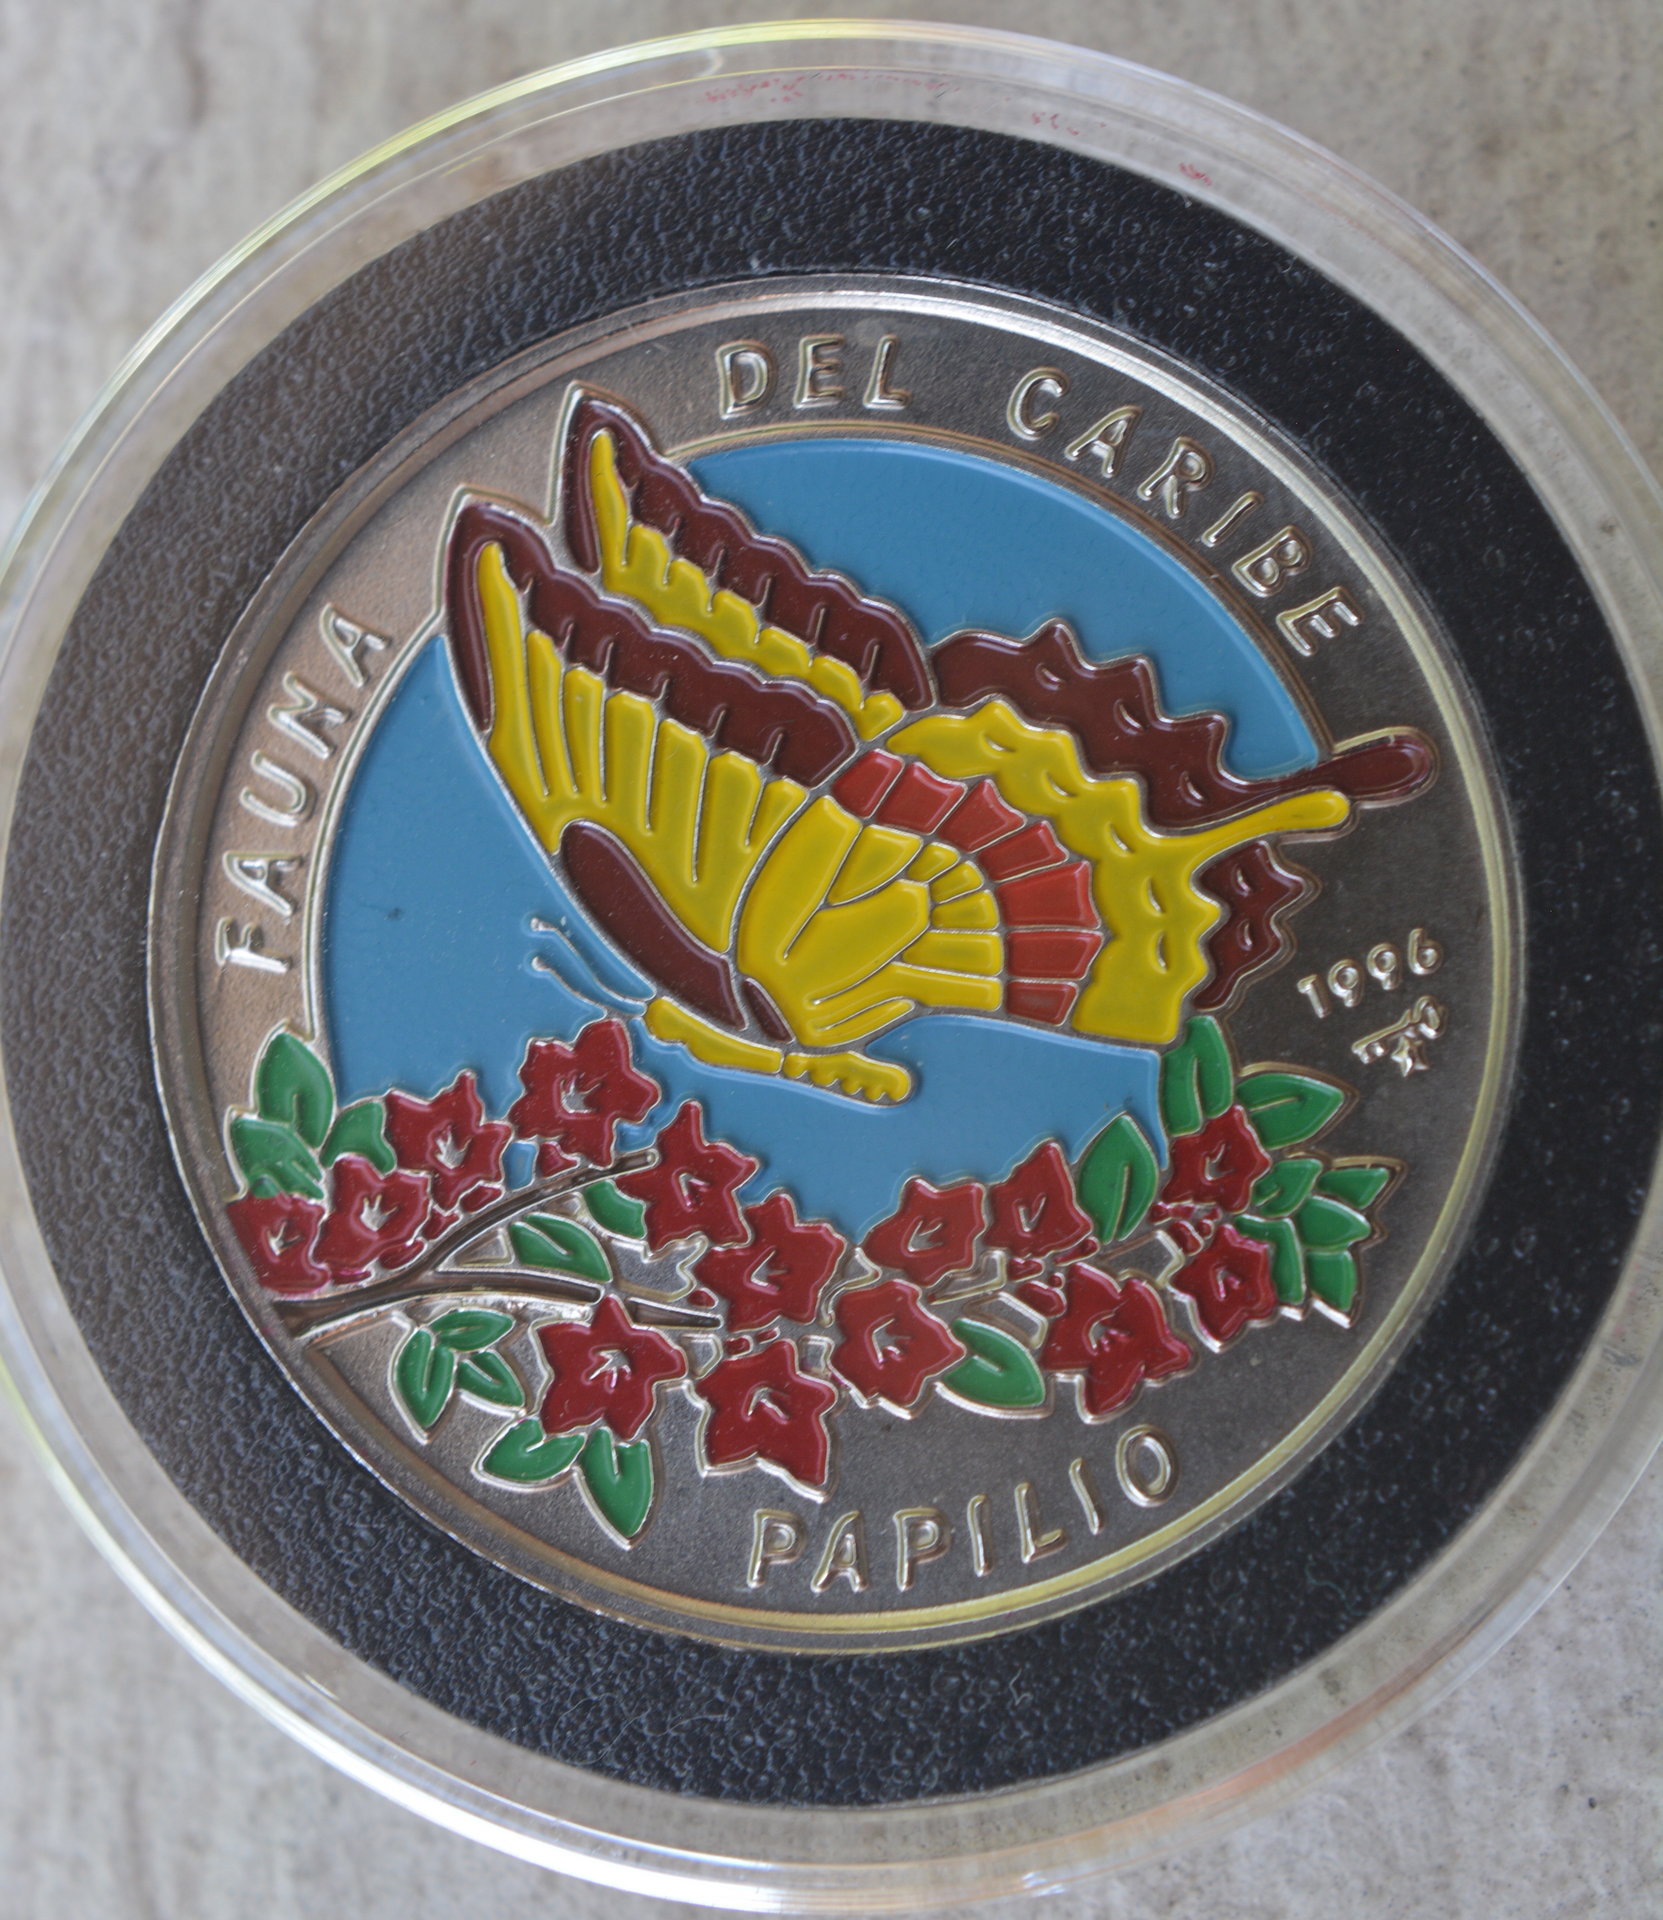 FAUNA DEL CARIBE
1996
PAPILIO